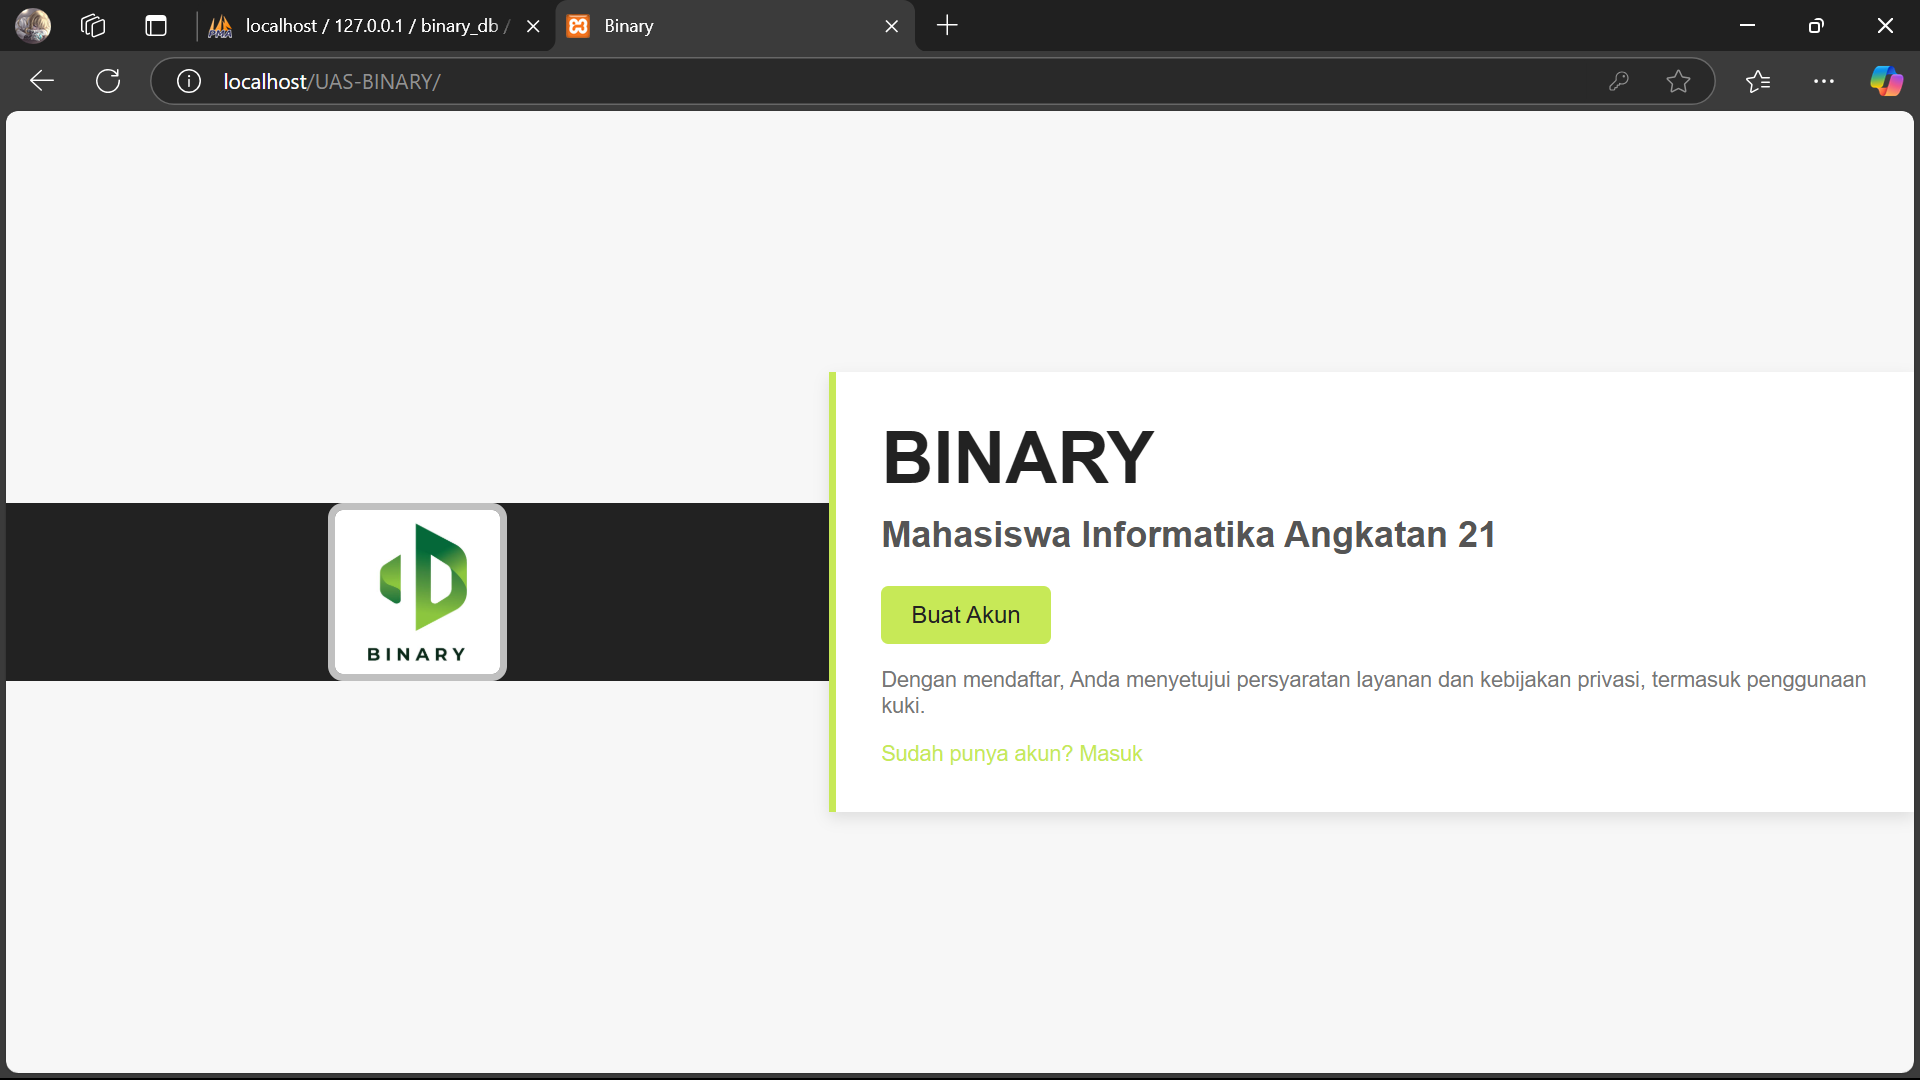 localhost / 127.0.0.1 / binary_db /
Binary
localhost/UAS-BINARY/
BINARY
BINARY
Mahasiswa Informatika Angkatan 21
Buat Akun
Dengan mendaftar, Anda menyetujui persyaratan layanan dan kebijakan privasi, termasuk penggunaan
kuki.
Sudah punya akun? Masuk